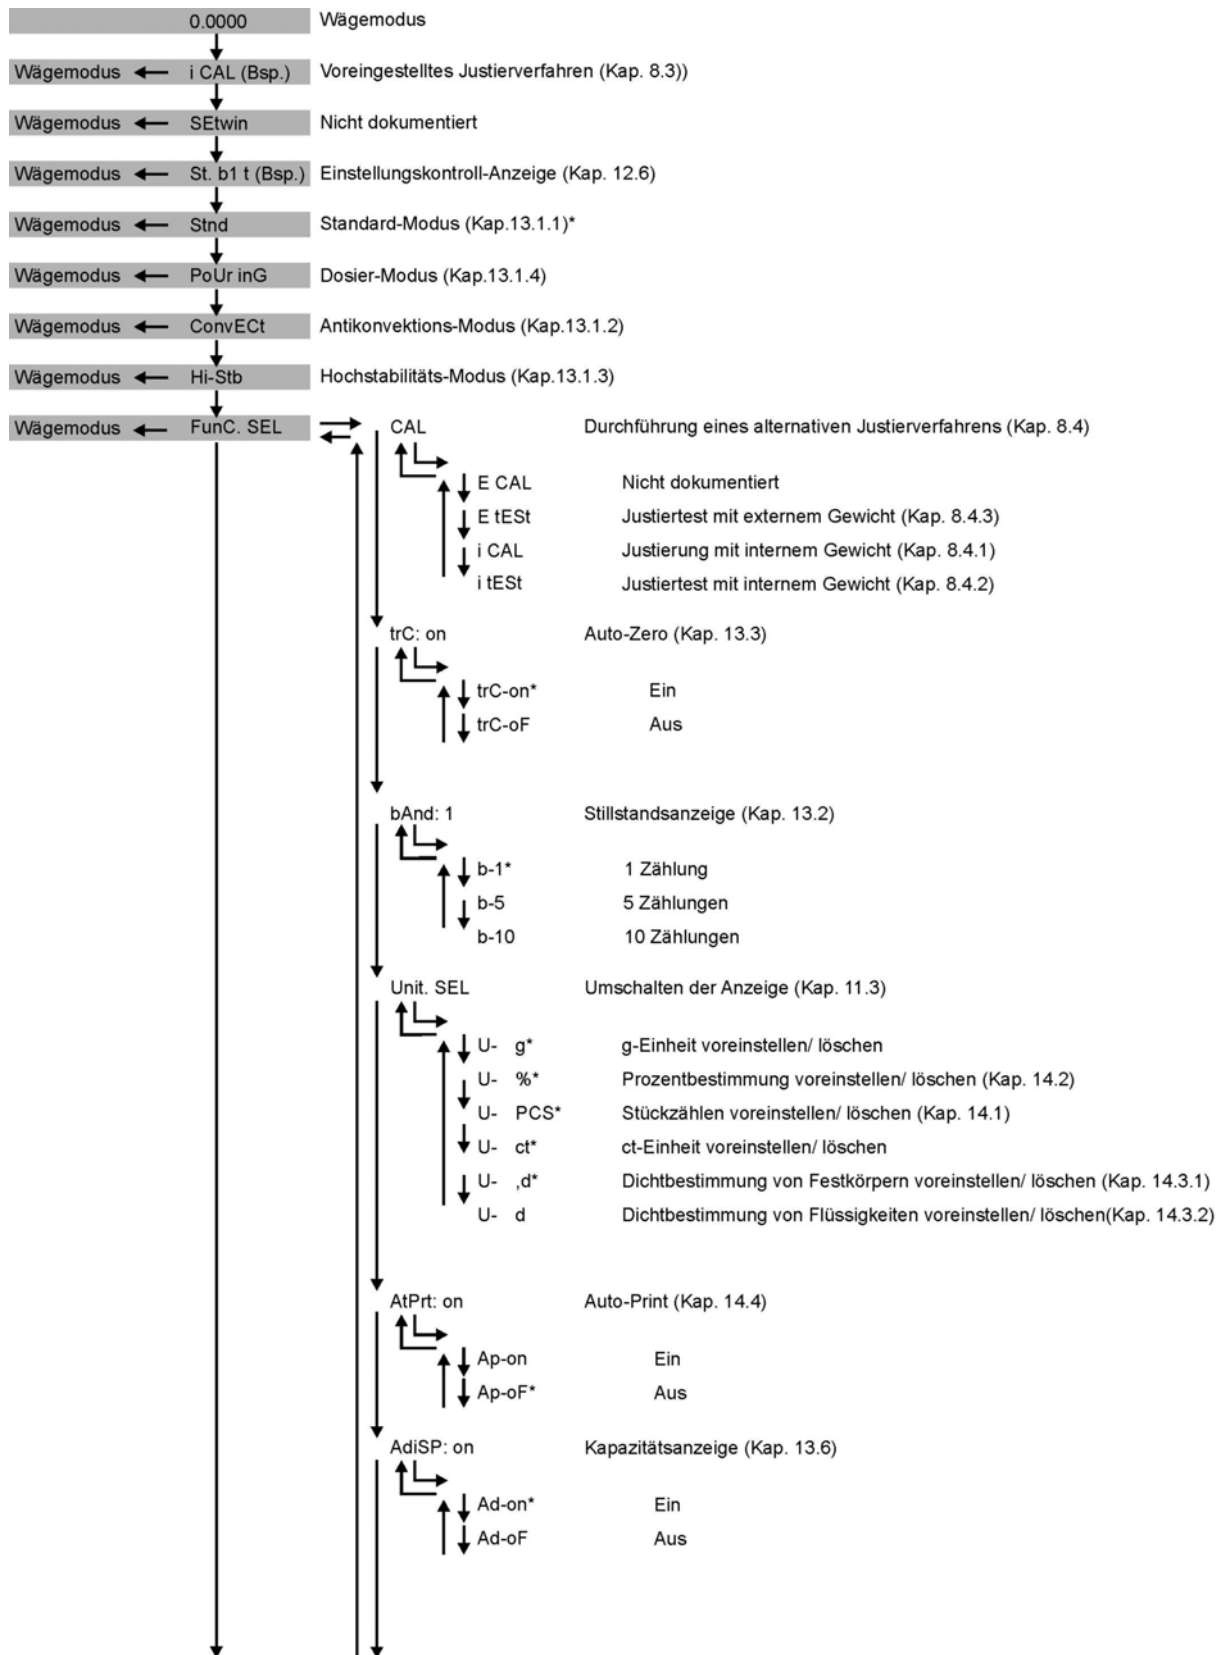 0.0000 Wägemodus
Wägemodus i CAL (Bsp.) Voreingestelltes Justierverfahren (Kap. 8.3))
Wägemodus SEtwin Nicht dokumentiert
Wägemodus St. b1 t (Bsp.) Einstellungskontroll-Anzeige (Kap. 12.6)
Wägemodus Stnd Standard-Modus (Kap.13.1.1)*
Wägemodus PoUr inG Dosier-Modus (Kap.13.1.4)
Wägemodus ConvECt Antikonvektions-Modus (Kap.13.1.2)
Wägemodus Hi-Stb Hochstabilitäts-Modus (Kap.13.1.3)
Wägemodus FunC. SEL CAL Durchführung eines alternativen Justierverfahrens (Kap. 8.4)
E CAL Nicht dokumentiert
E tESt Justiertest mit externem Gewicht (Kap. 8.4.3)
i CAL Justierung mit internem Gewicht (Kap. 8.4.1)
i tESt Justiertest mit internem Gewicht (Kap. 8.4.2)
trC: on Auto-Zero (Kap. 13.3)
trC-on* Ein
trC-oF Aus
bAnd: 1 Stillstandsanzeige (Kap. 13.2)
b-1* 1 Zählung
b-5 5 Zählungen
b-10 10 Zählungen
Unit. SEL Umschalten der Anzeige (Kap. 11.3)
U- g* g-Einheit voreinstellen/ löschen
U- %* Prozentbestimmung voreinstellen/ löschen (Kap. 14.2)
U- PCS* Stückzählen voreinstellen/ löschen (Kap. 14.1)
U- ct* ct-Einheit voreinstellen/ löschen
U- ,d* Dichtbestimmung von Festkörpern voreinstellen/ löschen (Kap. 14.3.1)
U- d Dichtbestimmung von Flüssigkeiten voreinstellen/ löschen(Kap. 14.3.2)
AtPrt: on Auto-Print (Kap. 14.4)
Ap-on Ein
Ap-oF* Aus
AdiSP: on Kapazitätsanzeige (Kap. 13.6)
Ad-on* Ein
Ad-oF Aus